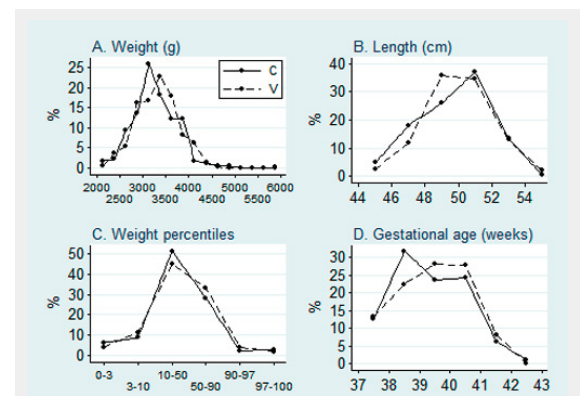 A. Weight (g)
25
20
15
10
5
0
%
C
V
2000 3000 4000 5000 6000
2500 3500 4500 5500
B. Length (cm)
40
30
20
10
0
%
44 46 48 50 52 54
C. Weight percentiles
50
40
30
20
10
0
%
0-3 10-50 90-97
3-10 50-90 97-100
D. Gestational age (weeks)
30
25
20
15
10
5
0
%
37 38 39 40 41 42 43